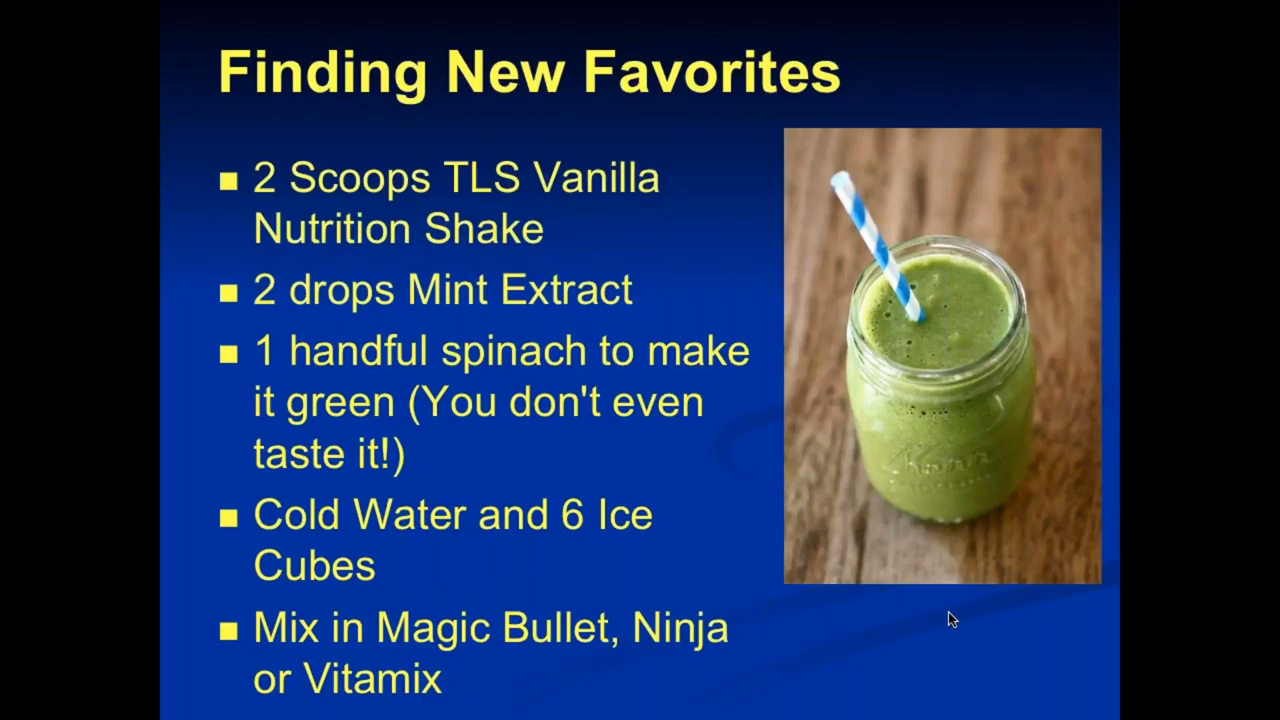 Finding New Favorites
2 Scoops TLS Vanilla
Nutrition Shake
2 drops Mint Extract
1 handful spinach to make
it green (You don't even
taste it!)
Cold Water and 6 Ice
Cubes
Mix in Magic Bullet, Ninja
or Vitamix